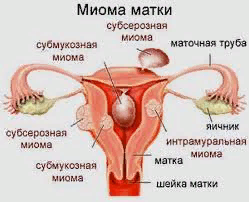 Миома матки
субсерозная
миома
субмукозная
миома
маточная труба
субсерозная
миома
яичник
интрамуральная
миома
субмукозная
миома
матка
шейка матки